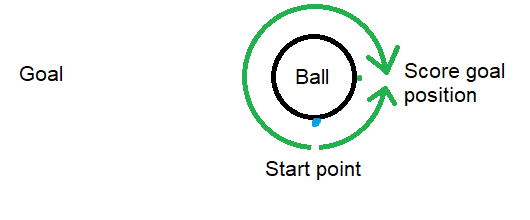 Goal
Ball
Score goal
position
Start point